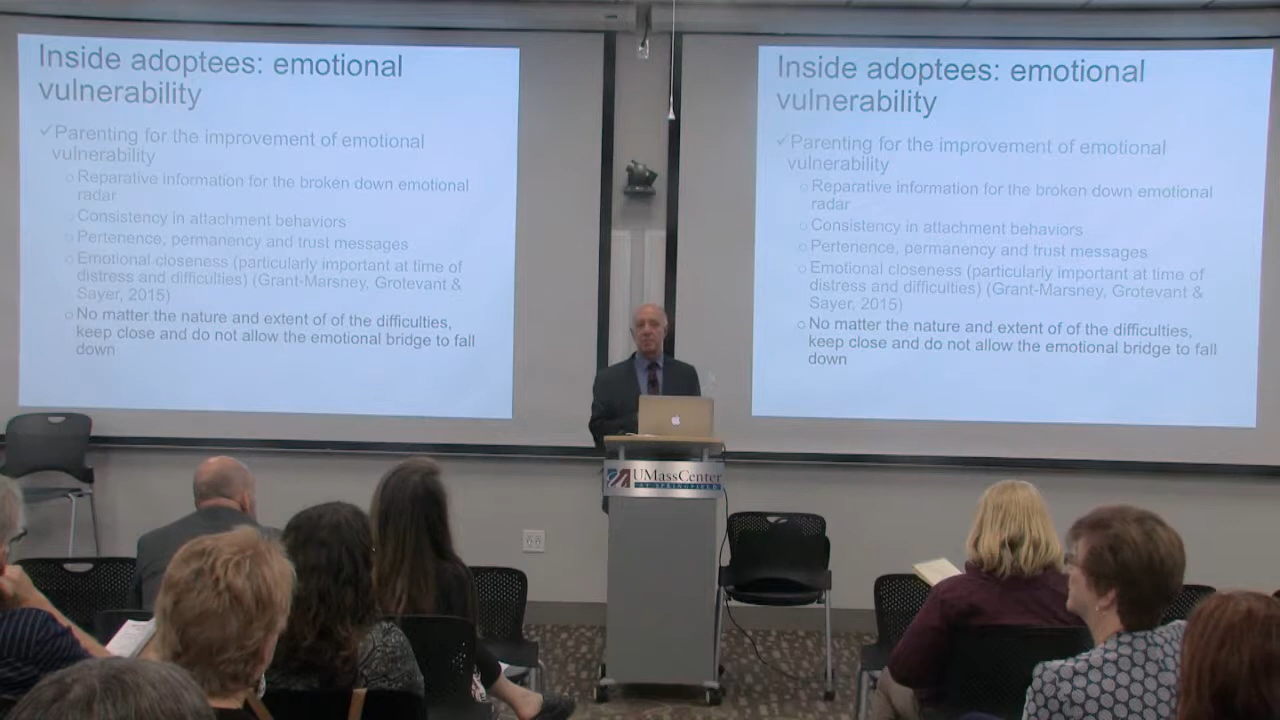 Inside adoptees: emotional
vulnerability
✓Parenting for the improvement of emotional
vulnerability
○Reparative information for the broken down emotional
radar
○Consistency in attachment behaviors
○Pertenence, permanency and trust messages
○Emotional closeness (particularly important at time of
distress and difficulties) (Grant-Marsney, Grotevant &
Sayer, 2015)
○No matter the nature and extent of of the difficulties,
keep close and do not allow the emotional bridge to fall
down
Inside adoptees: emotional
vulnerability
✓Parenting for the improvement of emotional
vulnerability
○Reparative information for the broken down emotional
radar
○Consistency in attachment behaviors
○Pertenence, permanency and trust messages
○Emotional closeness (particularly important at time of
distress and difficulties) (Grant-Marsney, Grotevant &
Sayer, 2015)
○No matter the nature and extent of of the difficulties,
keep close and do not allow the emotional bridge to fall
down
UMassCenter
AT SPRINGFIELD